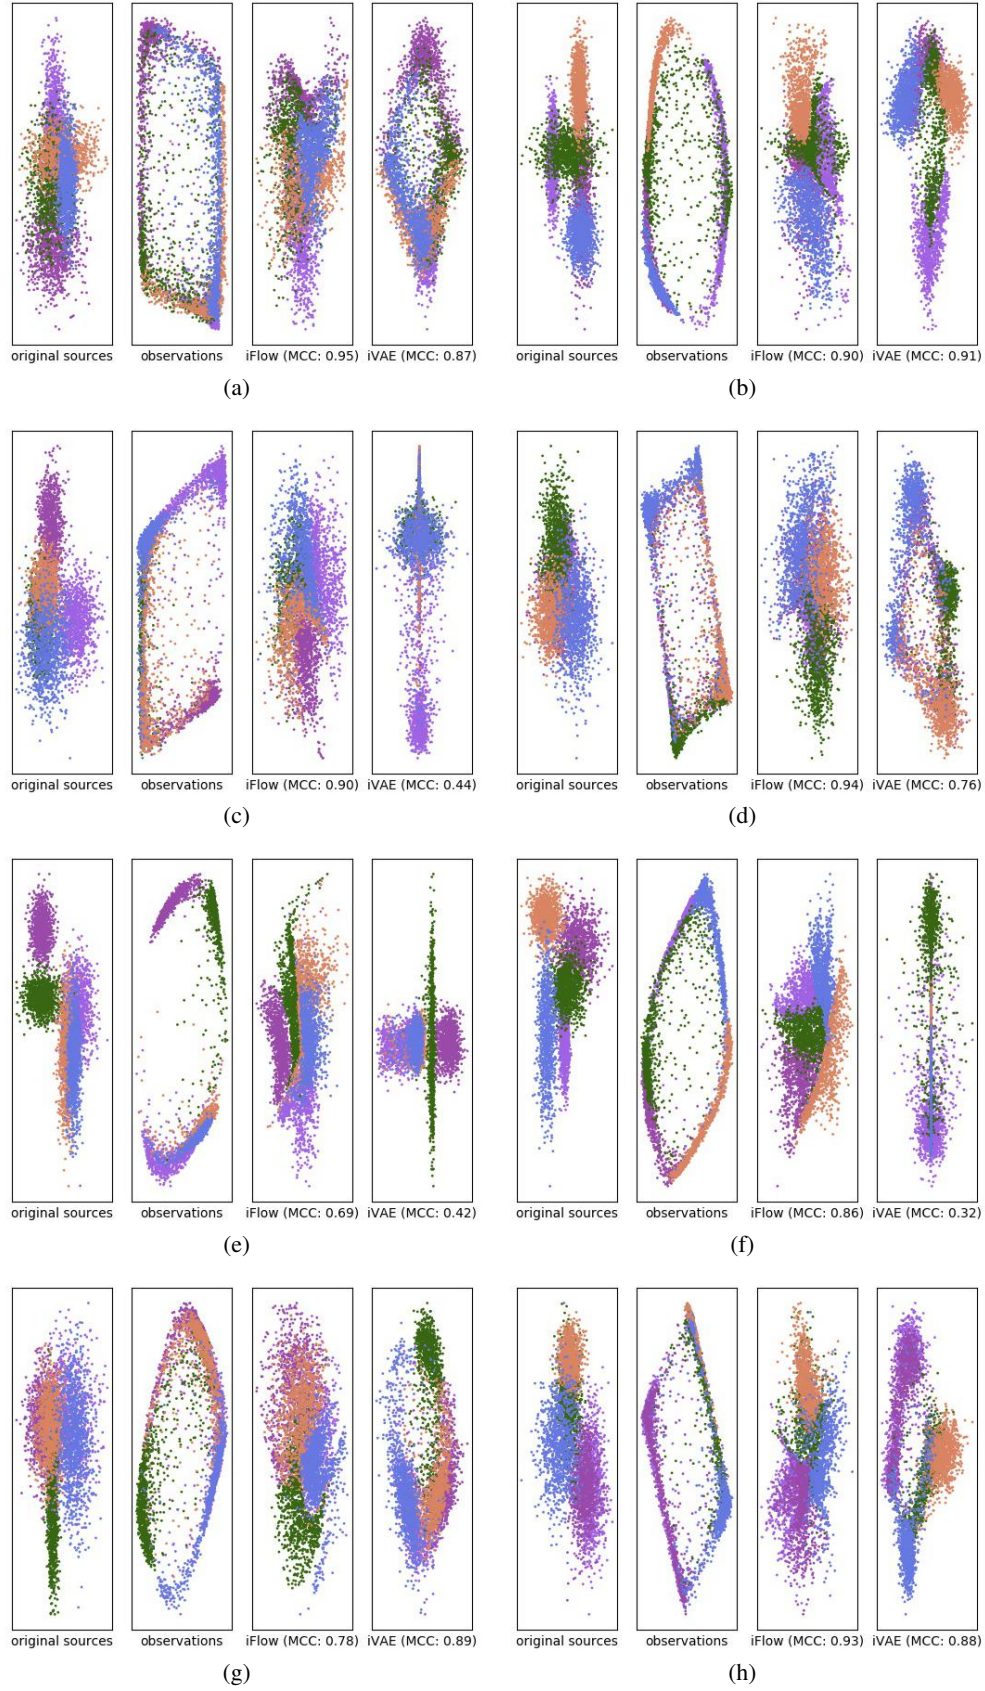 original sources observations iFlow (MCC: 0.95) iVAE (MCC: 0.87)
(a)
original sources observations iFlow (MCC: 0.90) iVAE (MCC: 0.91)
(b)
original sources observations iFlow (MCC: 0.90) iVAE (MCC: 0.44)
(c)
original sources observations iFlow (MCC: 0.94) iVAE (MCC: 0.76)
(d)
original sources observations iFlow (MCC: 0.69) iVAE (MCC: 0.42)
(e)
original sources observations iFlow (MCC: 0.86) iVAE (MCC: 0.32)
(f)
original sources observations iFlow (MCC: 0.78) iVAE (MCC: 0.89)
(g)
original sources observations iFlow (MCC: 0.93) iVAE (MCC: 0.88)
(h)